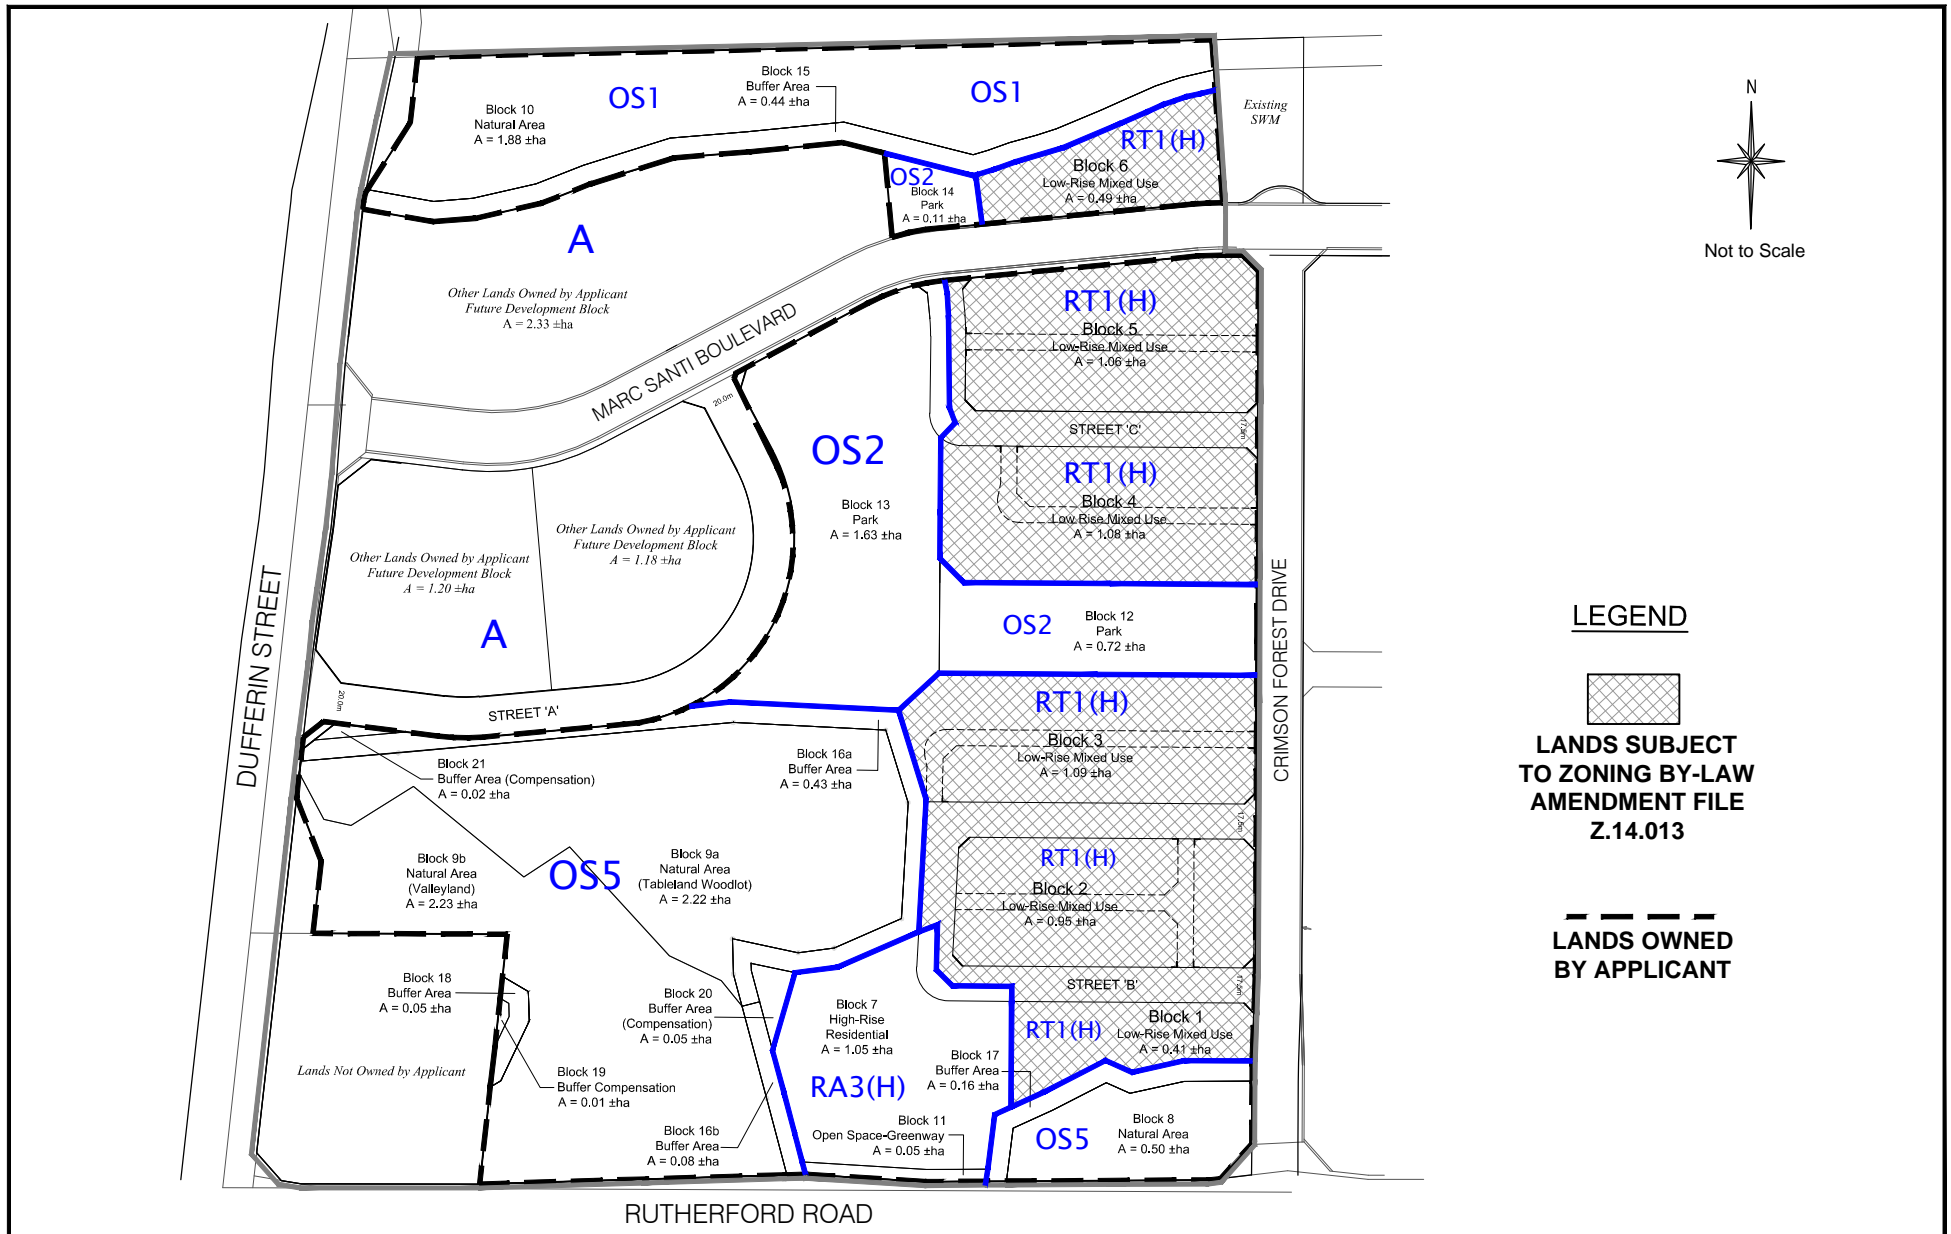 Block 10
Natural Area
A = 1.88 ±ha
OS1
Block 15
Buffer Area
A = 0.44 ±ha
OS1
Existing
SWM
RT1(H)
Block 6
Low-Rise Mixed Use
A = 0.49 ±ha
OS2
Block 14
Park
A = 0.11 ±ha
N
Not to Scale
A
Other Lands Owned by Applicant
Future Development Block
A = 2.33 ±ha
MARC SANTI BOULEVARD
20.0m
RT1(H)
Block 5
Low-Rise Mixed Use
A = 1.06 ±ha
STREET 'C'
17.5m
OS2
Block 13
Park
A = 1.63 ±ha
RT1(H)
Block 4
Low Rise Mixed Use
A = 1.08 ±ha
Other Lands Owned by Applicant
Future Development Block
A = 1.20 ±ha
Other Lands Owned by Applicant
Future Development Block
A = 1.18 ±ha
A
DUFFERIN STREET
CRIMSON FOREST DRIVE
OS2
Block 12
Park
A = 0.72 ±ha
20.0m
STREET 'A'
RT1(H)
Block 3
Low-Rise Mixed Use
A = 1.09 ±ha
17.5m
Block 21
Buffer Area (Compensation)
A = 0.02 ±ha
Block 16a
Buffer Area
A = 0.43 ±ha
Block 9b
Natural Area
(Valleyland)
A = 2.23 ±ha
OS5
Block 9a
Natural Area
(Tableland Woodlot)
A = 2.22 ±ha
RT1(H)
Block 2
Low-Rise Mixed Use
A = 0.95 ±ha
STREET 'B'
17.5m
Block 18
Buffer Area
A = 0.05 ±ha
Block 20
Buffer Area
(Compensation)
A = 0.05 ±ha
Block 7
High-Rise
Residential
A = 1.05 ±ha
RA3(H)
RT1(H)
Block 1
Low-Rise Mixed Use
A = 0.41 ±ha
Block 17
Buffer Area
A = 0.16 ±ha
Lands Not Owned by Applicant
Block 19
Buffer Compensation
A = 0.01 ±ha
Block 16b
Buffer Area
A = 0.08 ±ha
Block 11
Open Space-Greenway
A = 0.05 ±ha
OS5
Block 8
Natural Area
A = 0.50 ±ha
RUTHERFORD ROAD
LEGEND
LANDS SUBJECT
TO ZONING BY-LAW
AMENDMENT FILE
Z.14.013
LANDS OWNED
BY APPLICANT